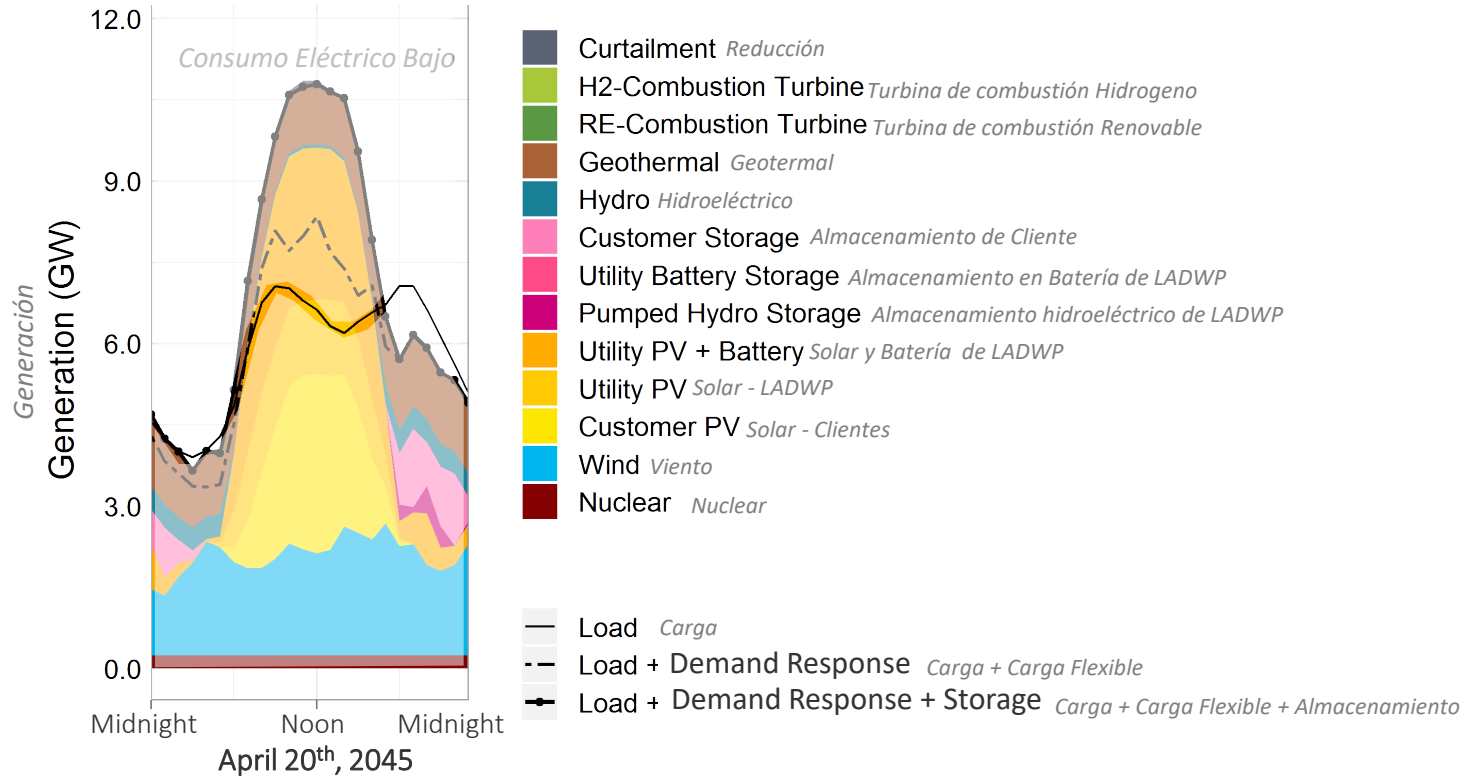 12.0
Consumo Eléctrico Bajo
9.0
6.0
3.0
0.0
Generación
Generation (GW)
Midnight Noon Midnight
April 20th, 2045
Curtailment Reducción
H2-Combustion Turbine Turbina de combustión Hidrogeno
RE-Combustion Turbine Turbina de combustión Renovable
Geothermal Geotermal
Hydro Hidroeléctrico
Customer Storage Almacenamiento de Cliente
Utility Battery Storage Almacenamiento en Batería de LADWP
Pumped Hydro Storage Almacenamiento hidroeléctrico de LADWP
Utility PV + Battery Solar y Batería de LADWP
Utility PV Solar - LADWP
Customer PV Solar - Clientes
Wind Viento
Nuclear Nuclear
Load Carga
Load + Demand Response Carga + Carga Flexible
Load + Demand Response + Storage Carga + Carga Flexible + Almacenamiento